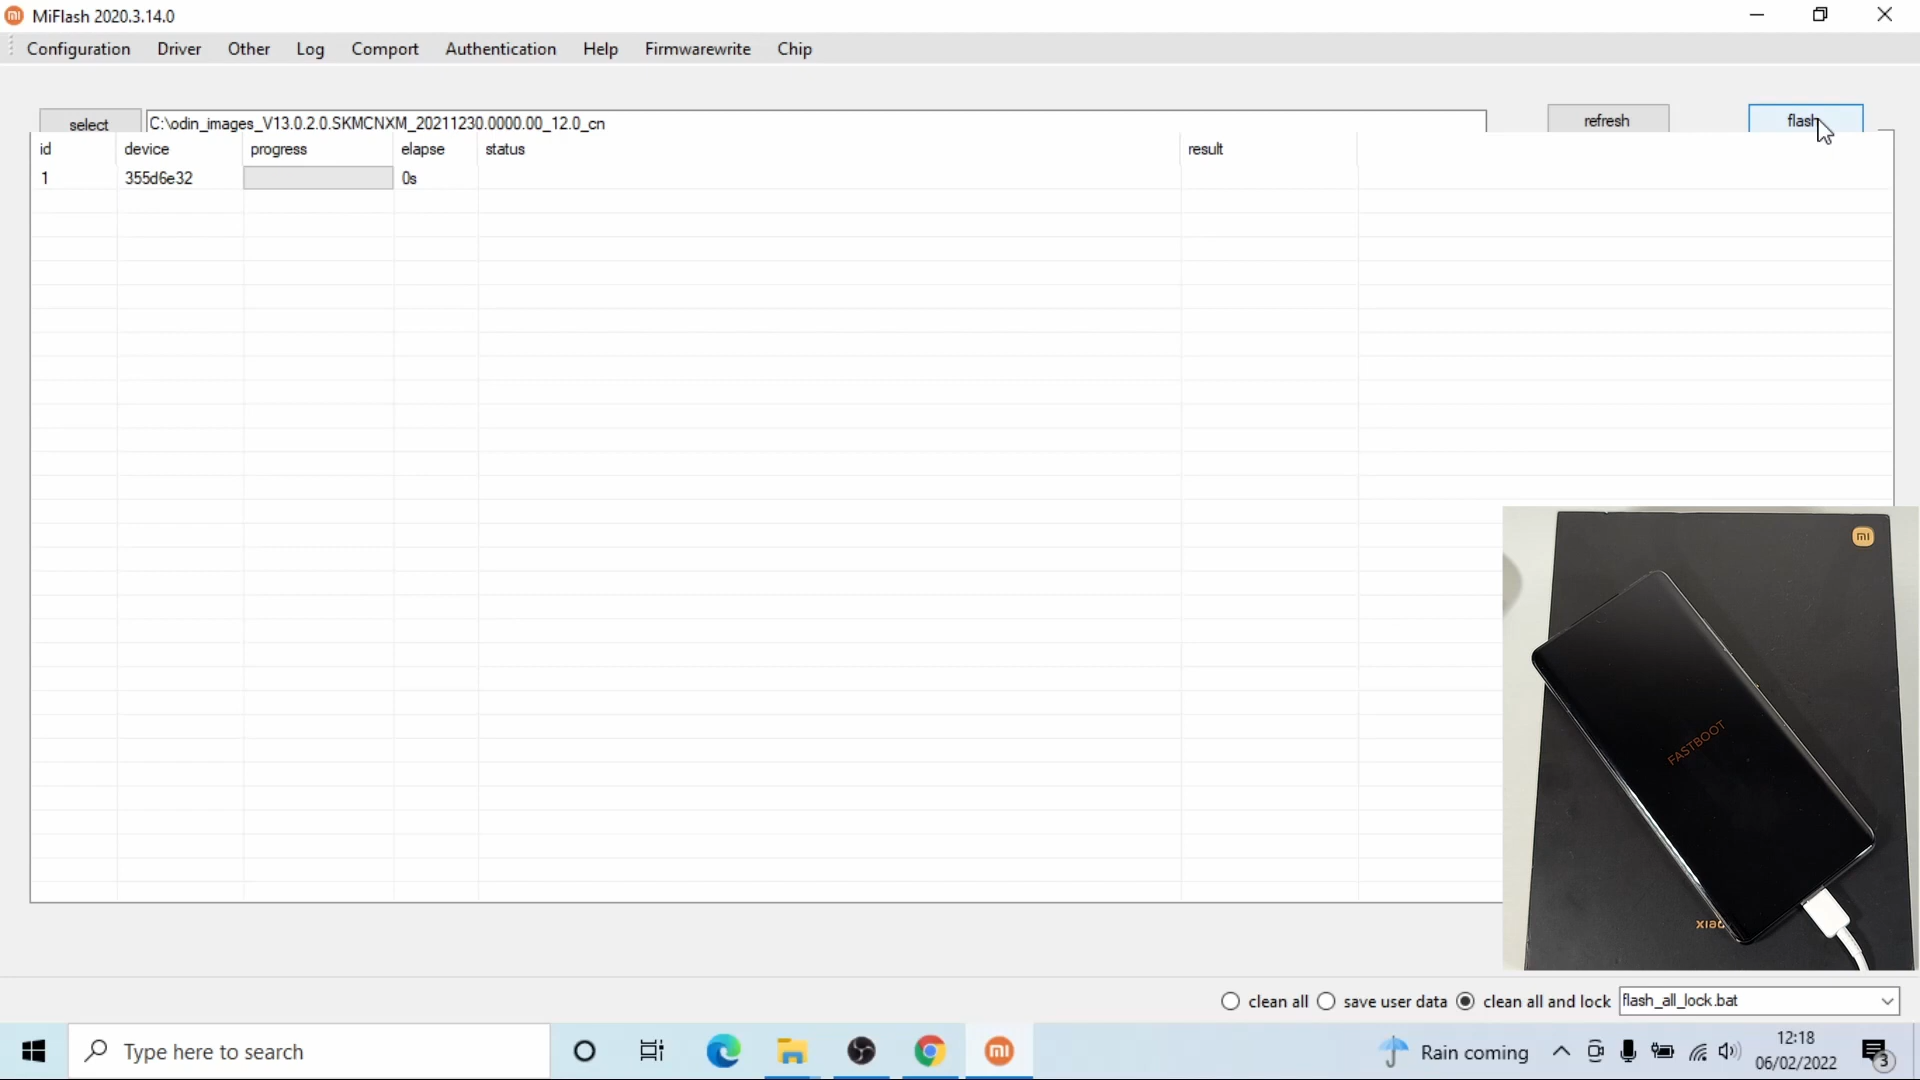 MiFlash 2020.3.14.0
Configuration Driver Other Log Comport Authentication Help Firmwarewrite Chip
select C:\odin_images_V13.0.2.0.SKMCNXM_20211230.0000.00_12.0_cn refresh flash
id device progress elapse status result
1 355d6e32 0s
mi
FASTBOOT
clean all save user data clean all and lock flash_all_lock.bat
Type here to search
mi
Rain coming
12:18
06/02/2022
3